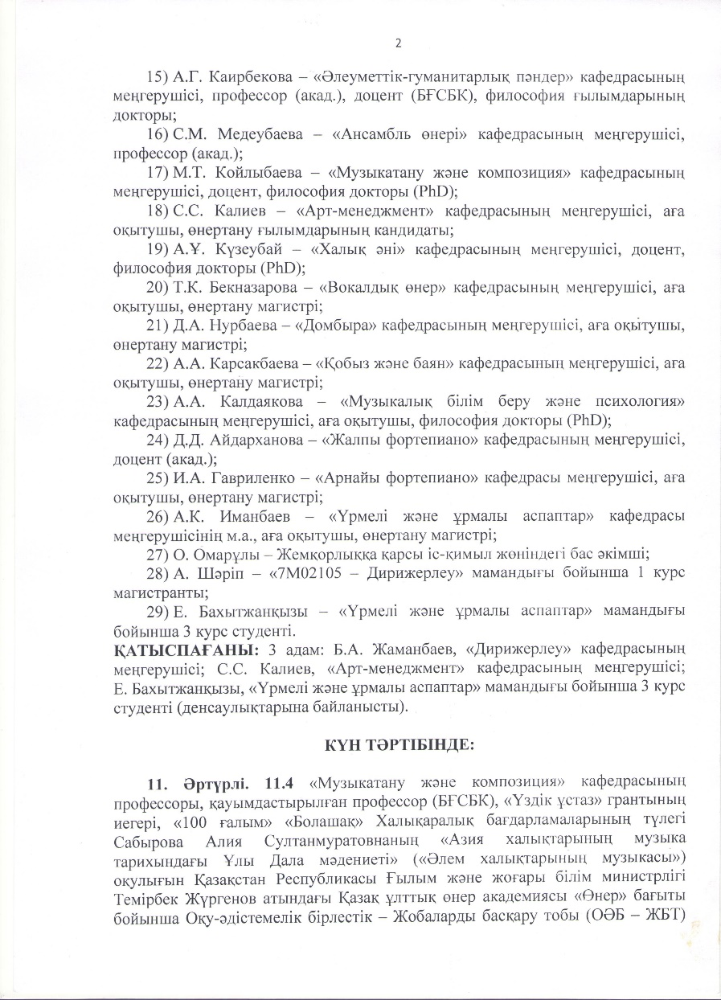 2
15) А.Г. Каирбекова – «Әлеуметтік-гуманитарлық пәндер» кафедрасының
меңгерушісі, профессор (акад.), доцент (БҒСБК), философия ғылымдарының
докторы;
16) С.М. Медеубаева – «Ансамбль өнері» кафедрасының меңгерушісі,
профессор (акад.);
17) М.Т. Койлыбаева – «Музыкатану және композиция» кафедрасының
меңгерушісі, доцент, философия докторы (PhD);
18) С.С. Калиев – «Арт-менеджмент» кафедрасының меңгерушісі, аға
оқытушы, өнертану ғылымдарының кандидаты;
19) А.Ұ. Күзеубай – «Халық әні» кафедрасының меңгерушісі, доцент,
философия докторы (PhD);
20) Т.К. Бекназарова – «Вокалдық өнер» кафедрасының меңгерушісі, аға
оқытушы, өнертану магистрі;
21) Д.А. Нурбаева – «Домбыра» кафедрасының меңгерушісі, аға оқытушы,
өнертану магистрі;
22) А.А. Карсакбаева – «Қобыз және баян» кафедрасының меңгерушісі, аға
оқытушы, өнертану магистрі;
23) А.А. Калдаякова – «Музыкалық білім беру және психология»
кафедрасының меңгерушісі, аға оқытушы, философия докторы (PhD);
24) Д.Д. Айдарханова – «Жалпы фортепиано» кафедрасының меңгерушісі,
доцент (акад.);
25) И.А. Гавриленко – «Арнайы фортепиано» кафедрасы меңгерушісі, аға
оқытушы, өнертану магистрі;
26) А.К. Иманбаев – «Үрмелі және ұрмалы аспаптар» кафедрасы
меңгерушісінің м.а., аға оқытушы, өнертану магистрі;
27) О. Омарұлы – Жемқорлыққа қарсы іс-қимыл жөніндегі бас әкімші;
28) А. Шәріп – «7М02105 – Дирижерлеу» мамандығы бойынша 1 курс
магистранты;
29) Е. Бахытжанқызы – «Үрмелі және ұрмалы аспаптар» мамандығы
бойынша 3 курс студенті.
ҚАТЫСПАҒАНЫ: 3 адам: Б.А. Жаманбаев, «Дирижерлеу» кафедрасының
меңгерушісі; С.С. Калиев, «Арт-менеджмент» кафедрасының меңгерушісі;
Е. Бахытжанқызы, «Үрмелі және ұрмалы аспаптар» мамандығы бойынша 3 курс
студенті (денсаулықтарына байланысты).
КҮН ТӘРТІБІНДЕ:
11. Әртүрлі. 11.4 «Музыкатану және композиция» кафедрасының
профессоры, қауымдастырылған профессор (БҒСБК), «Үздік ұстаз» грантының
иегері, «100 ғалым» «Болашақ» Халықаралық бағдарламаларының түлегі
Сабырова Алия Султанмуратовнаның «Азия халықтарының музыка
тарихындағы Ұлы Дала мәдениеті» («Әлем халықтарының музыкасы»)
оқулығын Қазақстан Республикасы Ғылым және жоғары білім министрлігі
Темірбек Жүргенов атындағы Қазақ ұлттық өнер академиясы «Өнер» бағыты
бойынша Оқу-әдістемелік бірлестік – Жобаларды басқару тобы (ОӘБ – ЖБТ)